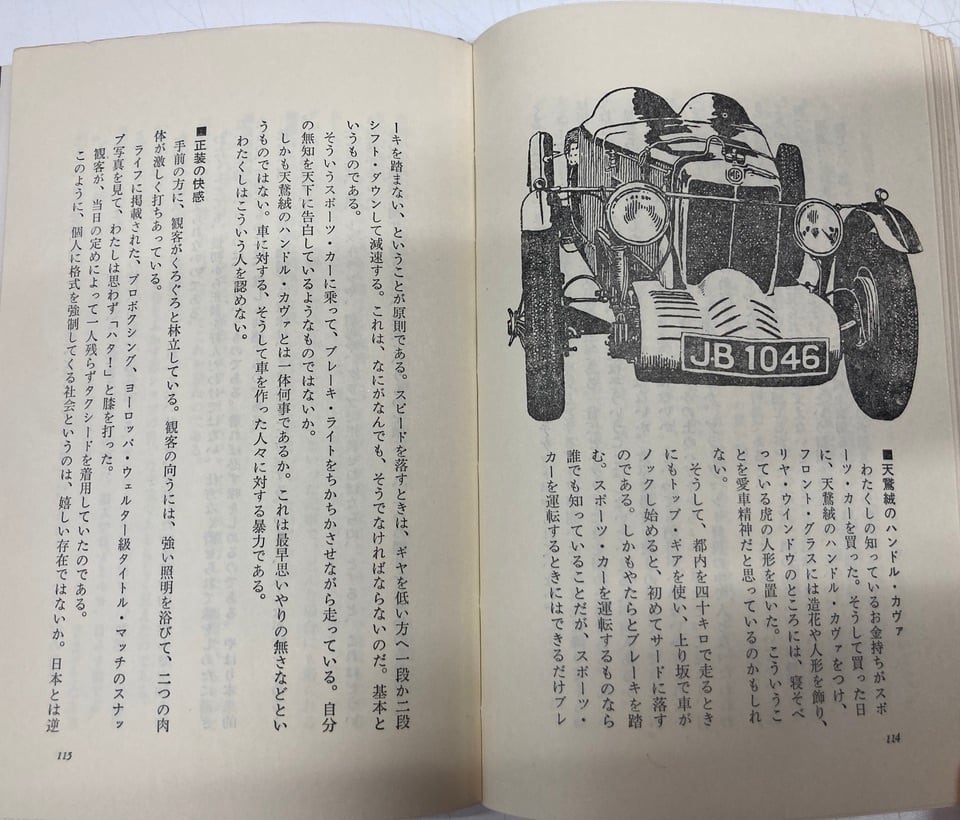 MG
JB 1046
■天鵞絨のハンドル・カヴァ
わたくしの知っているお金持ちがスポ
ーツ・カーを買った。そうして買った日
に、天鵞絨のハンドル・カヴァをつけ、
フロント・グラスには造花や人形を飾り、
リヤ・ウインドウのところには、寝そべ
っている虎の人形を置いた。こういうこ
とを愛車精神だと思っているのかもしれ
ない。
そうして、都内を四十キロで走るとき
にもトップ・ギアを使い、上り坂で車が
ノックし始めると、初めてサードに落す
のである。しかもやたらとブレーキを踏
む。スポーツ・カーを運転するものなら
誰でも知っていることだが、スポーツ・
カーを運転するときにはできるだけブレ
114
ーキを踏まない、ということが原則である。スピードを落すときは、ギヤを低い方へ一段か二段
シフト・ダウンして減速する。これは、なにがなんでも、そうでなければならないのだ。基本と
いうものである。
そういうスポーツ・カーに乗って、ブレーキ・ライトをちかちかさせながら走っている。自分
の無知を天下に告白しているようなものではないか。
しかも天鵞絨のハンドル・カヴァとは一体何事であるか。これは最早思いやりの無さなどとい
うものではない。車に対する、そうして車を作った人々に対する暴力である。
わたくしはこういう人を認めない。
■正装の快感
手前の方に、観客がくろぐろと林立している。観客の向うには、強い照明を浴びて、二つの肉
体が激しく打ちあっている。
ライフに掲載された、プロボクシング、ヨーロッパ・ウェルター級タイトル・マッチのスナッ
プ写真を見て、わたしは思わず「ハター」と膝を打った。
観客が、当日の定めによって一人残らずタクシードを着用していたのである。
このように、個人に格式を強制してくる社会というのは、嬉しい存在ではないか。日本とは逆
115